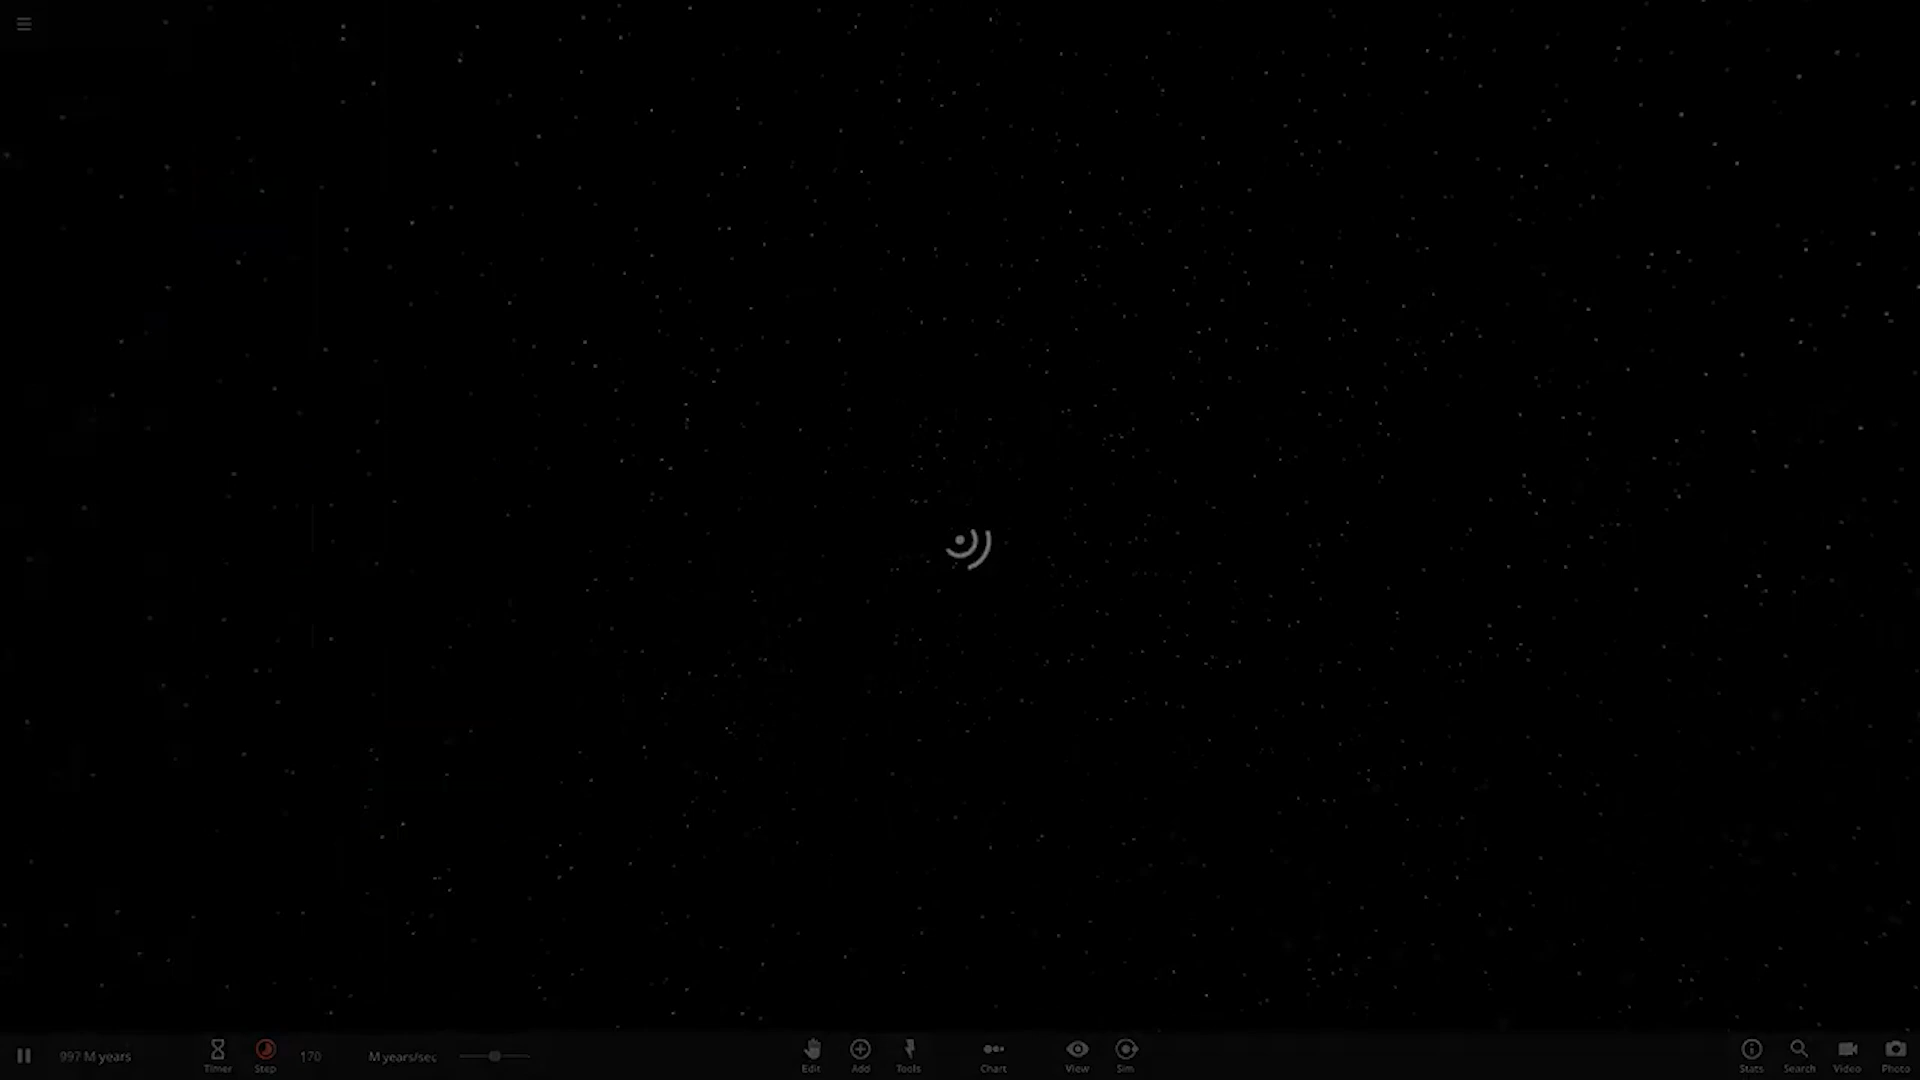 997 M years
Timer
Step
170
M years/sec
Edit
Add
Tools
Chart
View
Sim
Stats
Search
Video
Photo